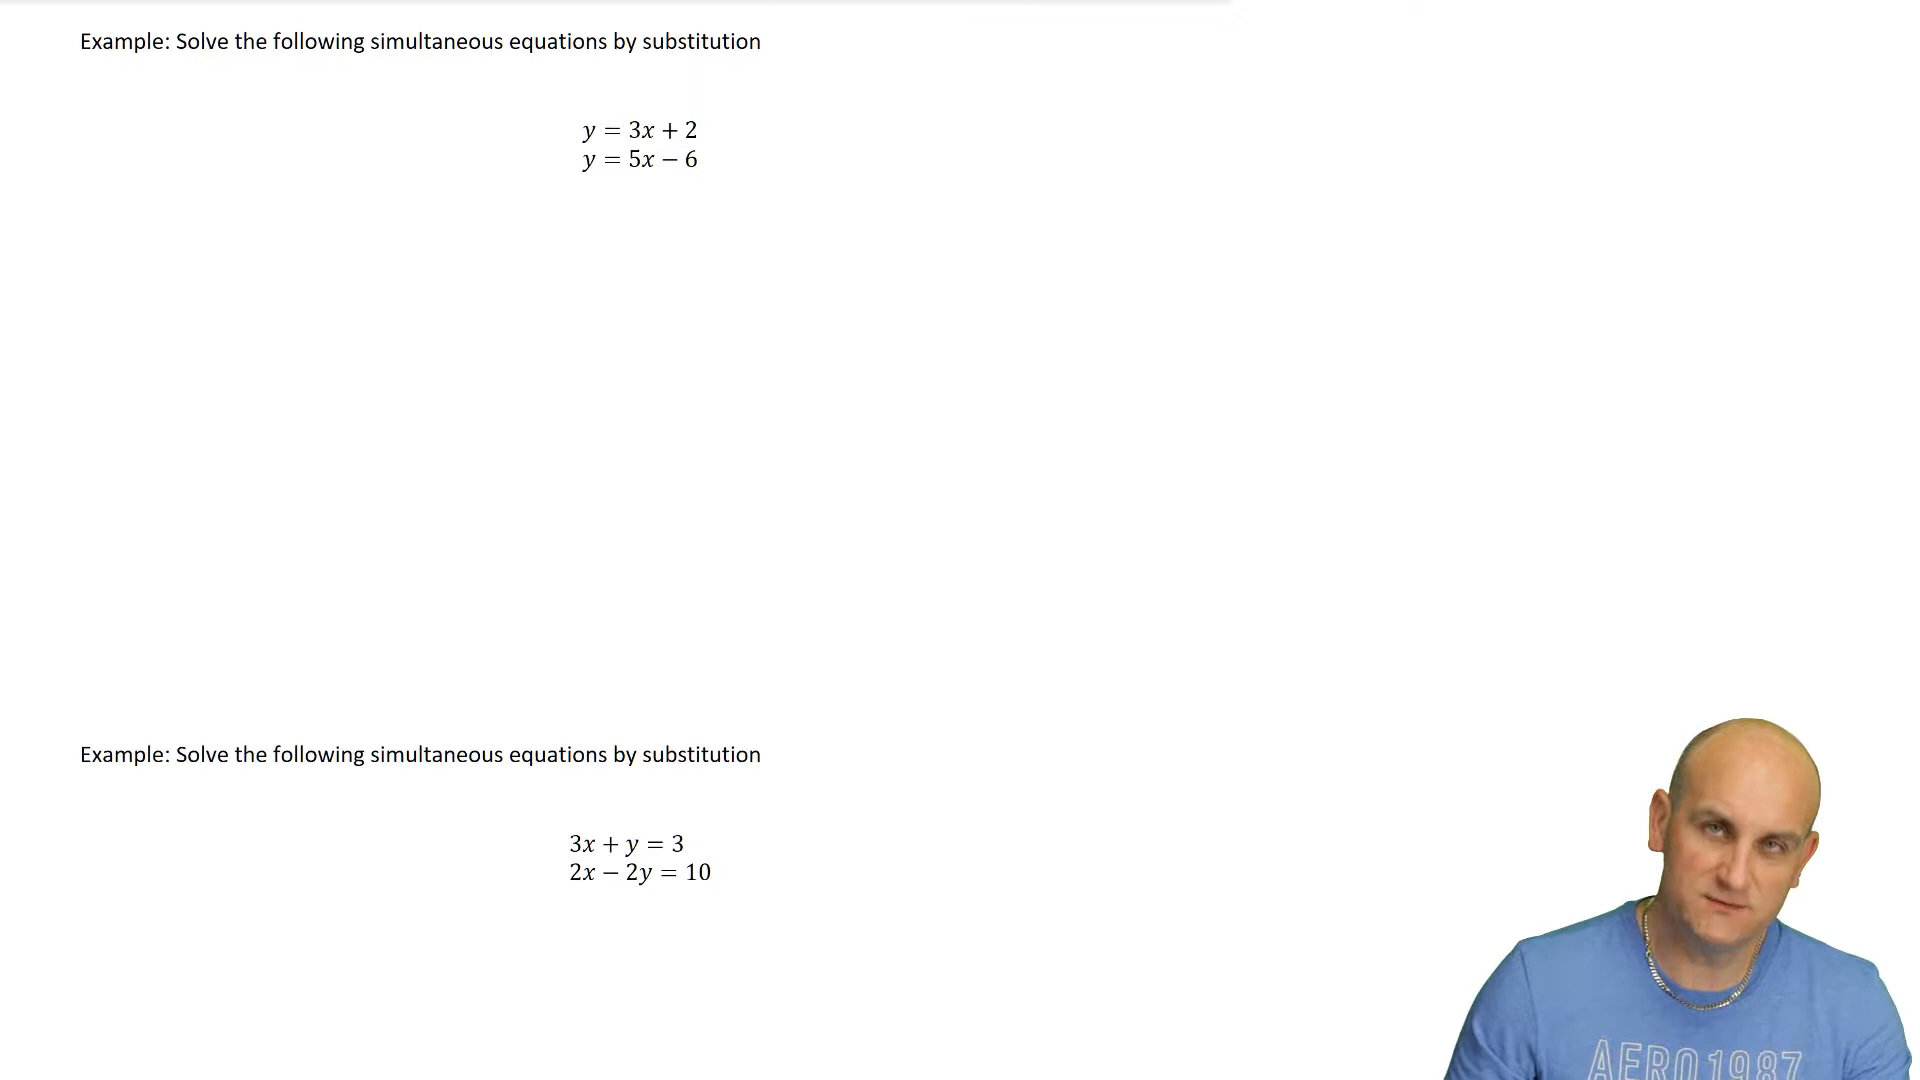 Example: Solve the following simultaneous equations by substitution
y = 3x + 2
y = 5x − 6
Example: Solve the following simultaneous equations by substitution
3x + y = 3
2x − 2y = 10
AERO 1987